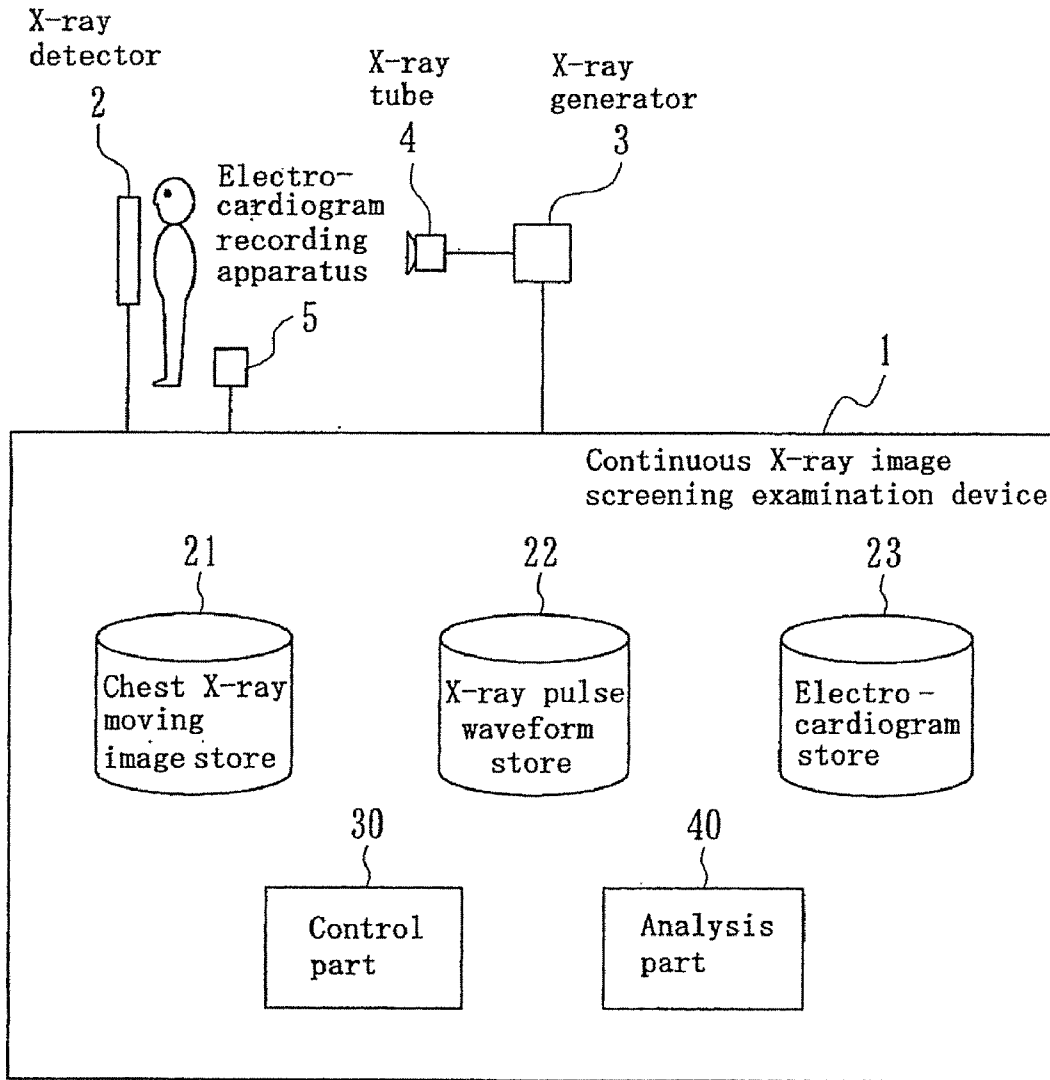 X-ray
detector
2
X-ray
tube
4
X-ray
generator
3
Electro-
cardiogram
recording
apparatus
5
1
Continuous X-ray image
screening examination device
21
Chest X-ray
moving
image store
22
X-ray pulse
waveform
store
23
Electro-
cardiogram
store
30
Control
part
40
Analysis
part